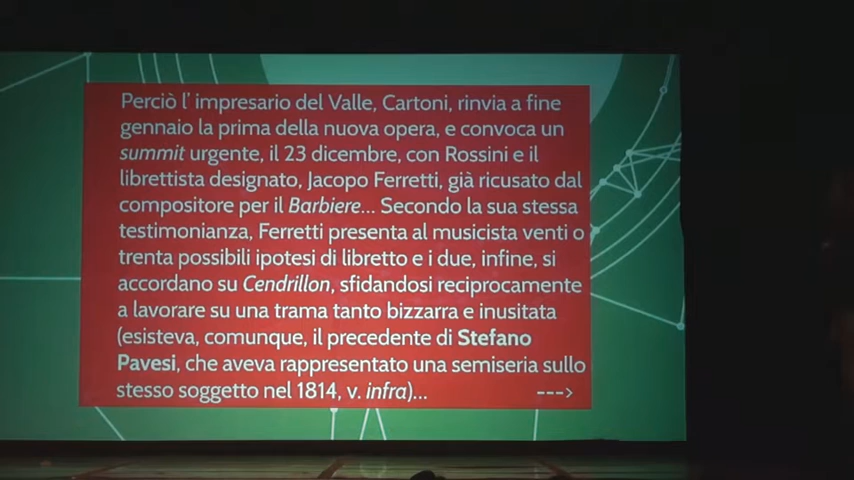 Perciò l' impresario del Valle, Cartoni, rinvia a fine
gennaio la prima della nuova opera, e convoca un
summit urgente, il 23 dicembre, con Rossini e il
librettista designato, Jacopo Ferretti, già ricusato dal
compositore per il Barbiere... Secondo la sua stessa
testimonianza, Ferretti presenta al musicista venti o
trenta possibili ipotesi di libretto e i due, infine, si
accordano su Cendrillon, sfidandosi reciprocamente
a lavorare su una trama tanto bizzarra e inusitata
(esisteva, comunque, il precedente di Stefano
Pavesi, che aveva rappresentato una semiseria sullo
stesso soggetto nel 1814, v. infra)... --->